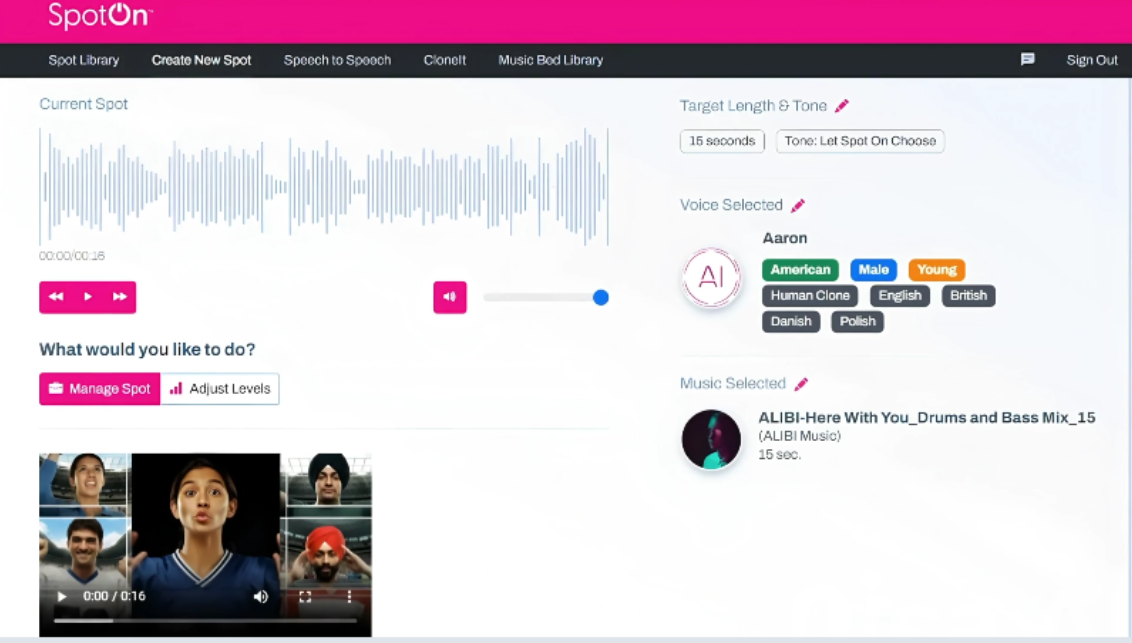 SpotOn™
Spot Library Create New Spot Speech to Speech CloneIt Music Bed Library Sign Out
Current Spot
00:00/00:16
What would you like to do?
Manage Spot Adjust Levels
0:00 / 0:16
Target Length & Tone
15 seconds Tone: Let Spot On Choose
Voice Selected
AI
Aaron
American Male Young
Human Clone English British
Danish Polish
Music Selected
ALIBI-Here With You_Drums and Bass Mix_15
(ALIBI Music)
15 sec.